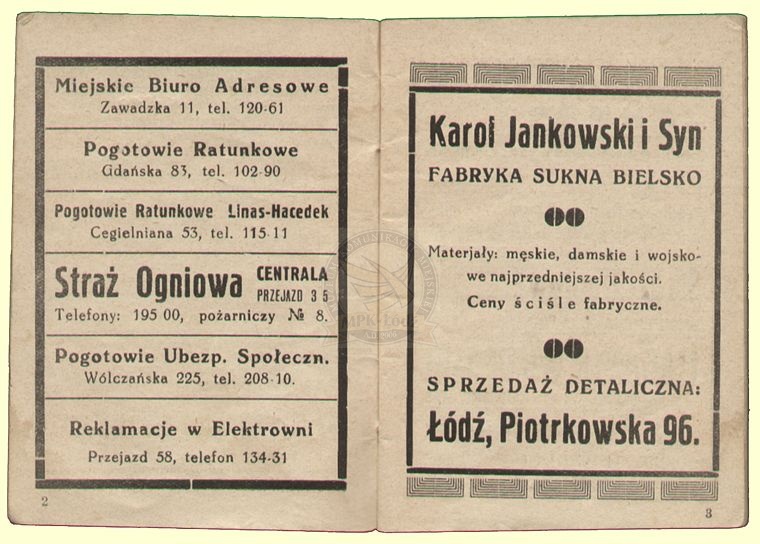 Miejskie Biuro Adresowe
Zawadzka 11, tel. 120-61
Pogotowie Ratunkowe
Gdańska 83, tel. 102-90
Pogotowie Ratunkowe Linas-Hacedek
Cegielniana 53, tel. 115-11
Straż Ogniowa CENTRALA
PRZEJAZD 35
Telefony: 195 00, pożarniczy № 8.
Pogotowie Ubezp. Społeczn.
Wólczańska 225, tel. 208-10.
Reklamacje w Elektrowni
Przejazd 58, telefon 134-31
2
Karol Jankowski i Syn
FABRYKA SUKNA BIELSKO
Materjały: męskie, damskie i wojsko-
we najprzedniejszej jakości.
Ceny ściśle fabryczne.
SPRZEDAŻ DETALICZNA:
Łódź, Piotrkowska 96.
3
MPK-Łódź